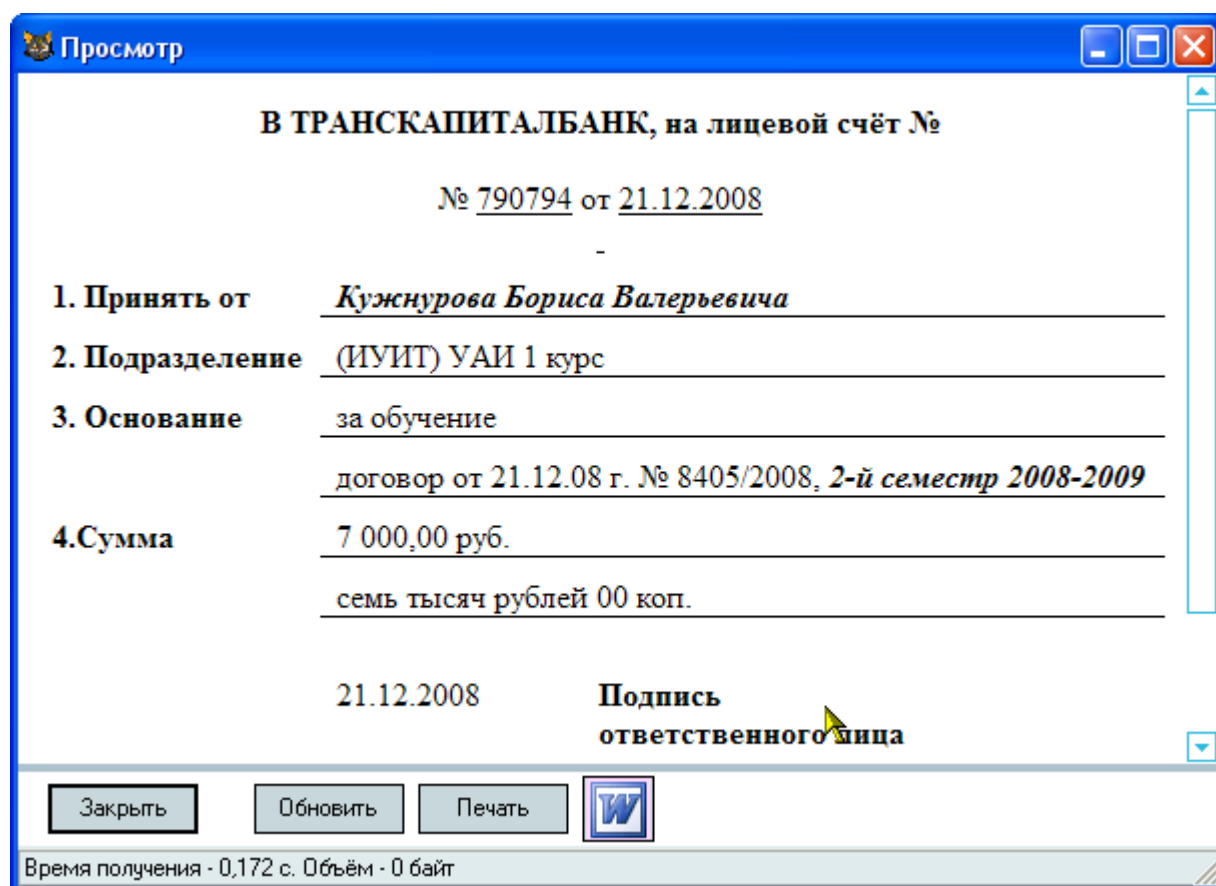 Просмотр
В ТРАНСКАПИТАЛБАНК, на лицевой счёт №
№ 790794 от 21.12.2008
-
1. Принять от Кужнурова Бориса Валерьевича
2. Подразделение (ИУИТ) УАИ 1 курс
3. Основание за обучение
договор от 21.12.08 г. № 8405/2008, 2-й семестр 2008-2009
4.Сумма 7 000,00 руб.
семь тысяч рублей 00 коп.
21.12.2008 Подпись
ответственного лица
Закрыть Обновить Печать W
Время получения - 0,172 с. Объём - 0 байт